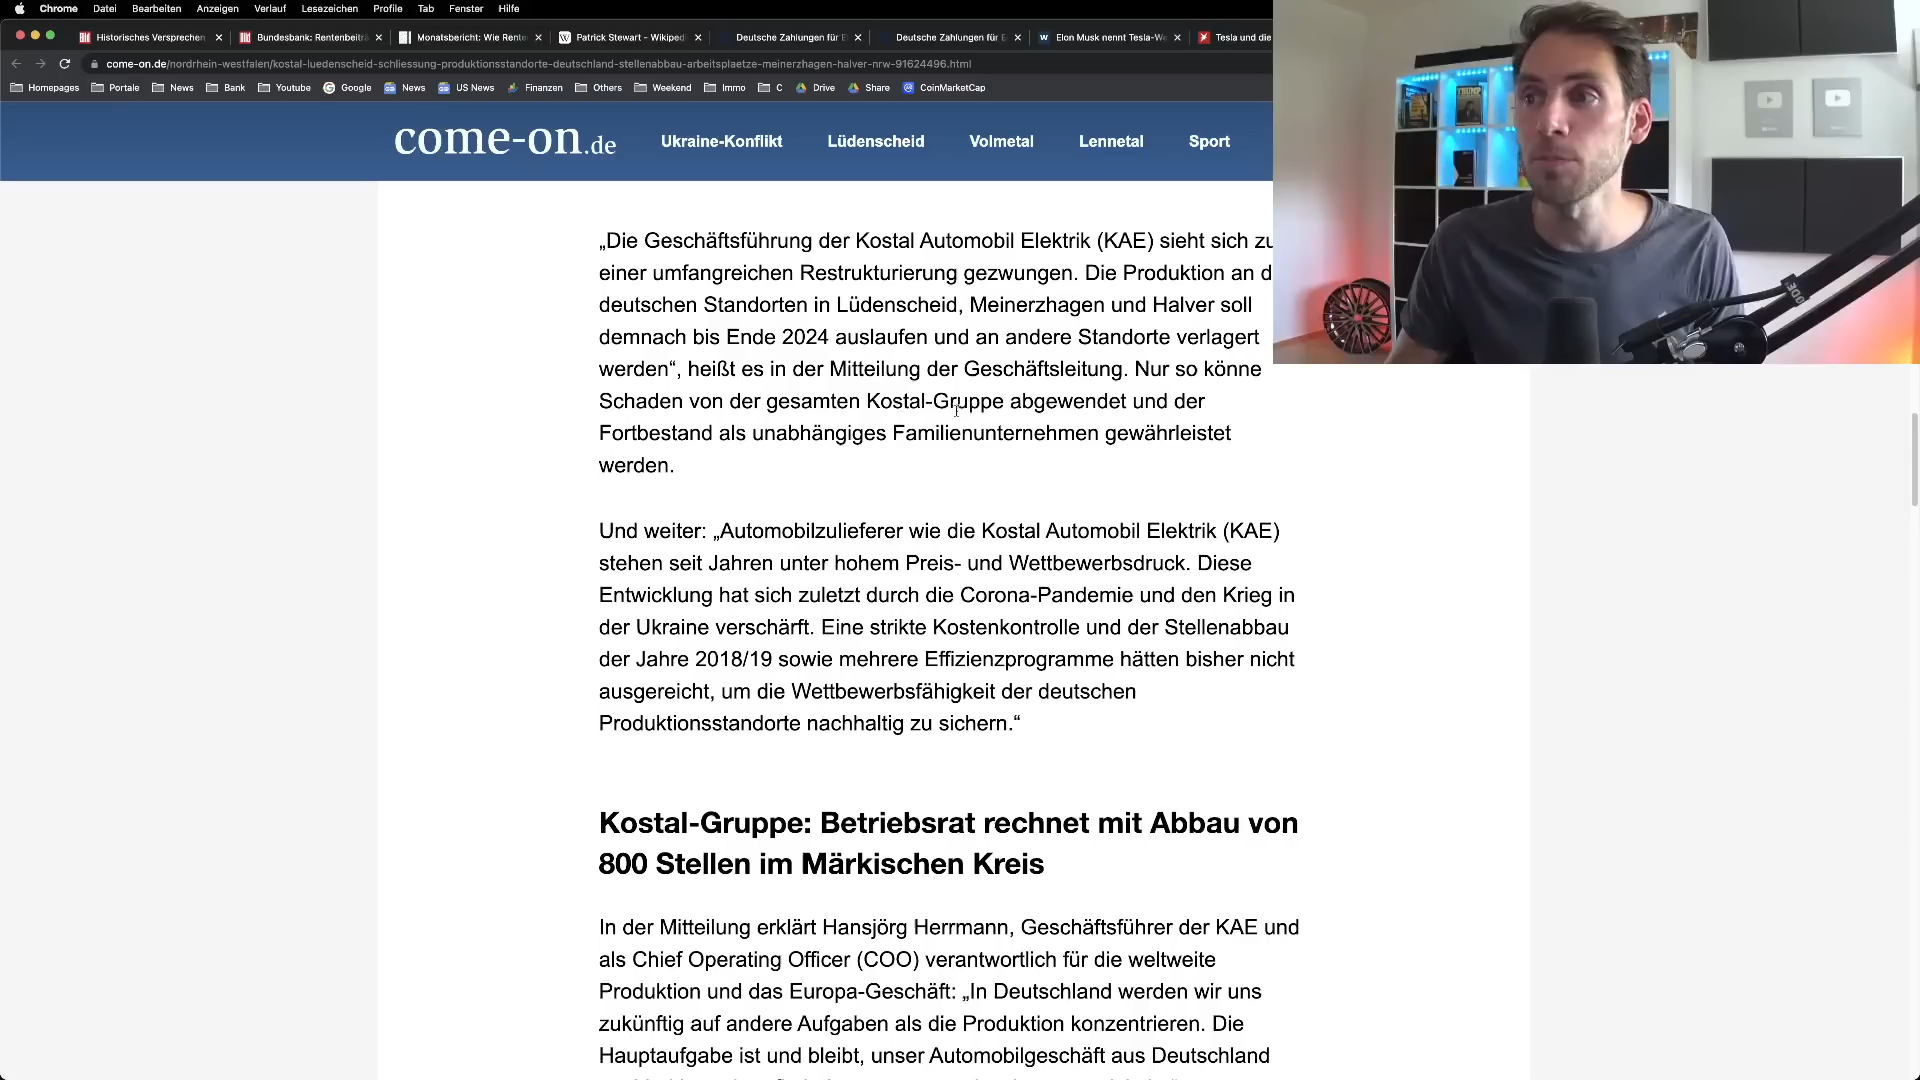 Chrome Datei Bearbeiten Anzeigen Verlauf Lesezeichen Profile Tab Fenster Hilfe
Historisches Versprechen Bundesbank: Rentenbeitr Monatsbericht: Wie Rente Patrick Stewart – Wikiped Deutsche Zahlungen für E Deutsche Zahlungen für E Elon Musk nennt Tesla-We Tesla und die
come-on.de/nordrhein-westfalen/kostal-luedenscheid-schliessung-produktionsstandorte-deutschland-stellenabbau-arbeitsplaetze-meinerzhagen-halver-nrw-91624496.html
Homepages Portale News Bank Youtube Google News US News Finanzen Others Weekend Immo C Drive Share CoinMarketCap
come-on.de Ukraine-Konflikt Lüdenscheid Volmetal Lennetal Sport
TRUMP
„Die Geschäftsführung der Kostal Automobil Elektrik (KAE) sieht sich zu
einer umfangreichen Restrukturierung gezwungen. Die Produktion an d
deutschen Standorten in Lüdenscheid, Meinerzhagen und Halver soll
demnach bis Ende 2024 auslaufen und an andere Standorte verlagert
werden“, heißt es in der Mitteilung der Geschäftsleitung. Nur so könne
Schaden von der gesamten Kostal-Gruppe abgewendet und der
Fortbestand als unabhängiges Familienunternehmen gewährleistet
werden.
Und weiter: „Automobilzulieferer wie die Kostal Automobil Elektrik (KAE)
stehen seit Jahren unter hohem Preis- und Wettbewerbsdruck. Diese
Entwicklung hat sich zuletzt durch die Corona-Pandemie und den Krieg in
der Ukraine verschärft. Eine strikte Kostenkontrolle und der Stellenabbau
der Jahre 2018/19 sowie mehrere Effizienzprogramme hätten bisher nicht
ausgereicht, um die Wettbewerbsfähigkeit der deutschen
Produktionsstandorte nachhaltig zu sichern.“
Kostal-Gruppe: Betriebsrat rechnet mit Abbau von
800 Stellen im Märkischen Kreis
In der Mitteilung erklärt Hansjörg Herrmann, Geschäftsführer der KAE und
als Chief Operating Officer (COO) verantwortlich für die weltweite
Produktion und das Europa-Geschäft: „In Deutschland werden wir uns
zukünftig auf andere Aufgaben als die Produktion konzentrieren. Die
Hauptaufgabe ist und bleibt, unser Automobilgeschäft aus Deutschland